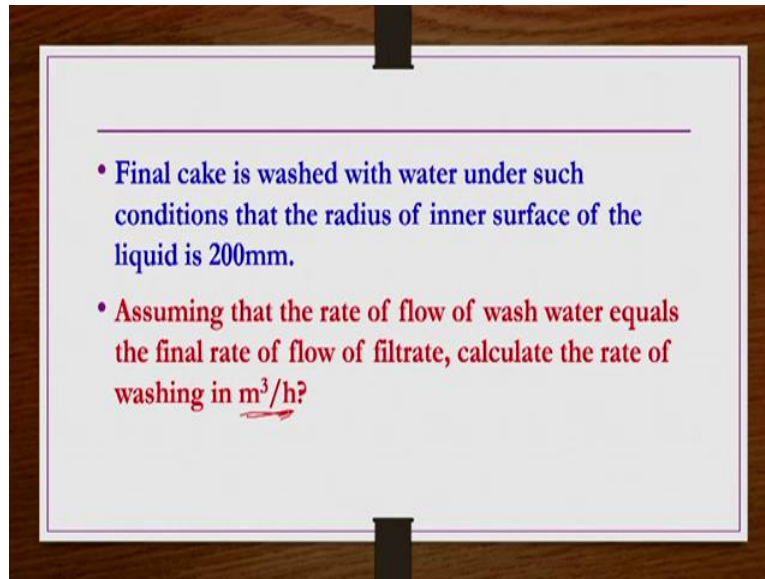 • Final cake is washed with water under such
conditions that the radius of inner surface of the
liquid is 200mm.
• Assuming that the rate of flow of wash water equals
the final rate of flow of filtrate, calculate the rate of
washing in m³/h?